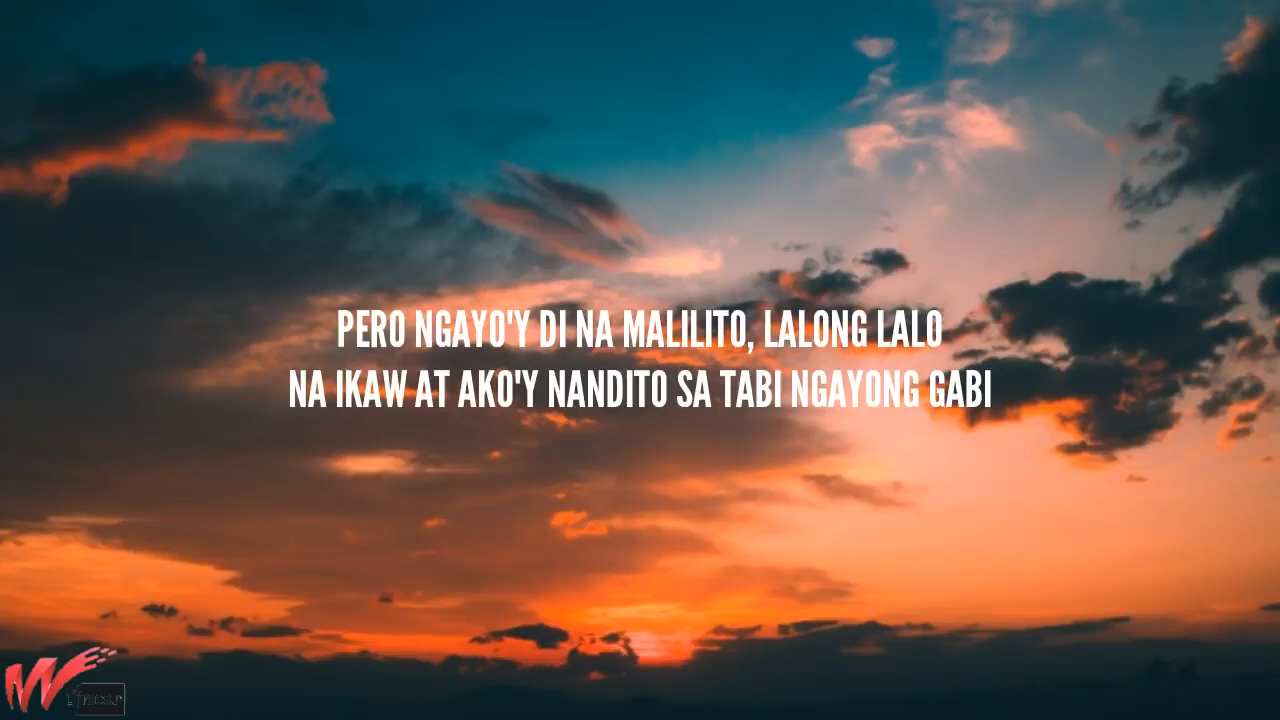 PERO NGAYO'Y DI NA MALILITO, LALONG LALO
NA IKAW AT AKO'Y NANDITO SA TABI NGAYONG GABI